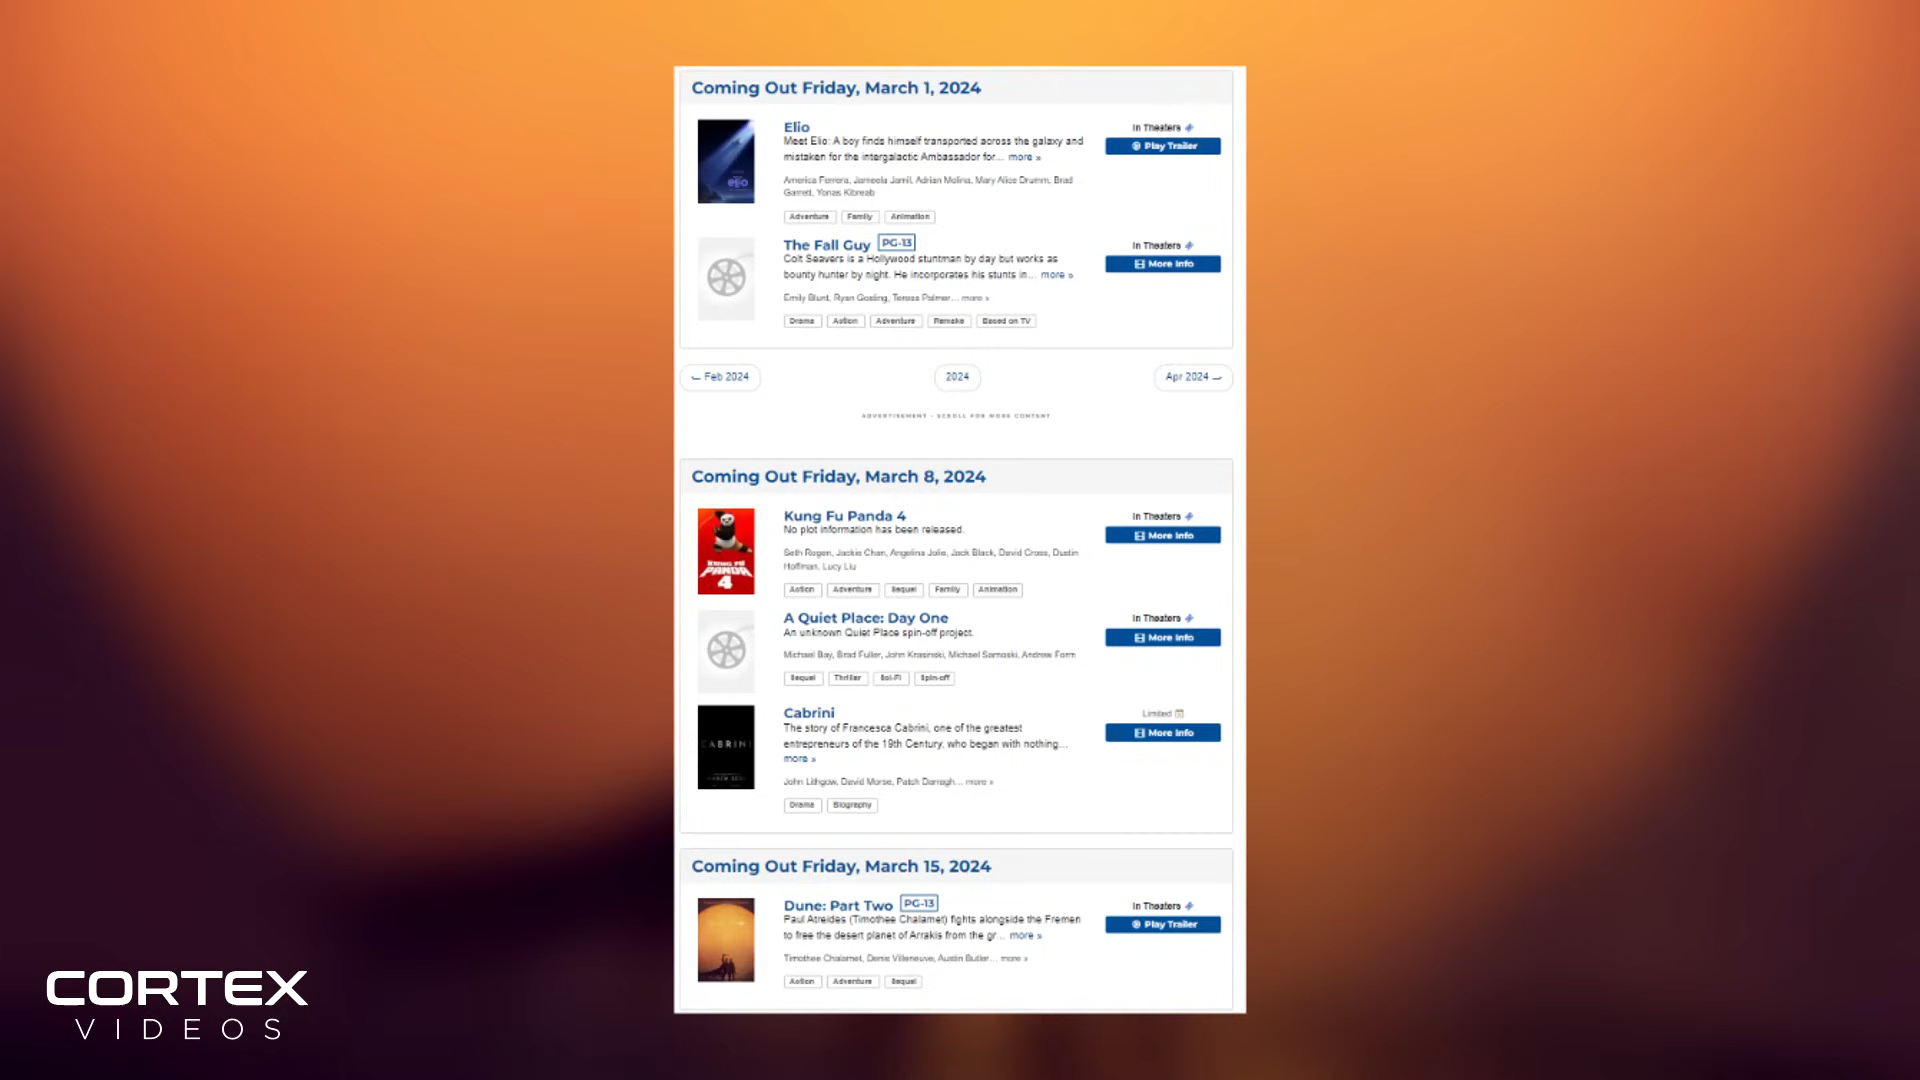 Coming Out Friday, March 1, 2024
Elio
In Theaters
Meet Elio: A boy finds himself transported across the galaxy and
Play Trailer
mistaken for the intergalactic Ambassador for... more »
America Ferrera, Jameela Jamil, Adrian Molina, Mary Alice Drumm, Brad
Garrett, Yonas Kibreab
elio
Adventure Family Animation
The Fall Guy PG-13
In Theaters
Colt Seavers is a Hollywood stuntman by day but works as
More Info
bounty hunter by night. He incorporates his stunts in... more »
Emily Blunt, Ryan Gosling, Teresa Palmer... more »
Drama Action Adventure Remake Based on TV
Feb 2024 2024 Apr 2024
ADVERTISEMENT - SCROLL FOR MORE CONTENT
Coming Out Friday, March 8, 2024
Kung Fu Panda 4
In Theaters
No plot information has been released.
More Info
Seth Rogen, Jackie Chan, Angelina Jolie, Jack Black, David Cross, Dustin
Hoffman, Lucy Liu
KUNG FU
PANDA
4
Action Adventure Sequel Family Animation
A Quiet Place: Day One
In Theaters
An unknown Quiet Place spin-off project.
More Info
Michael Bay, Brad Fuller, John Krasinski, Michael Sarnoski, Andrew Form
Sequel Thriller Sci-Fi Spin-off
Cabrini
Limited
The story of Francesca Cabrini, one of the greatest
More Info
entrepreneurs of the 19th Century, who began with nothing...
more »
CABRINI
John Lithgow, David Morse, Patch Darragh... more »
Drama Biography
Coming Out Friday, March 15, 2024
Dune: Part Two PG-13
In Theaters
Paul Atreides (Timothee Chalamet) fights alongside the Fremen
Play Trailer
to free the desert planet of Arrakis from the gr... more »
Timothee Chalamet, Denis Villeneuve, Austin Butler... more »
Action Adventure Sequel
CORTEX
VIDEOS